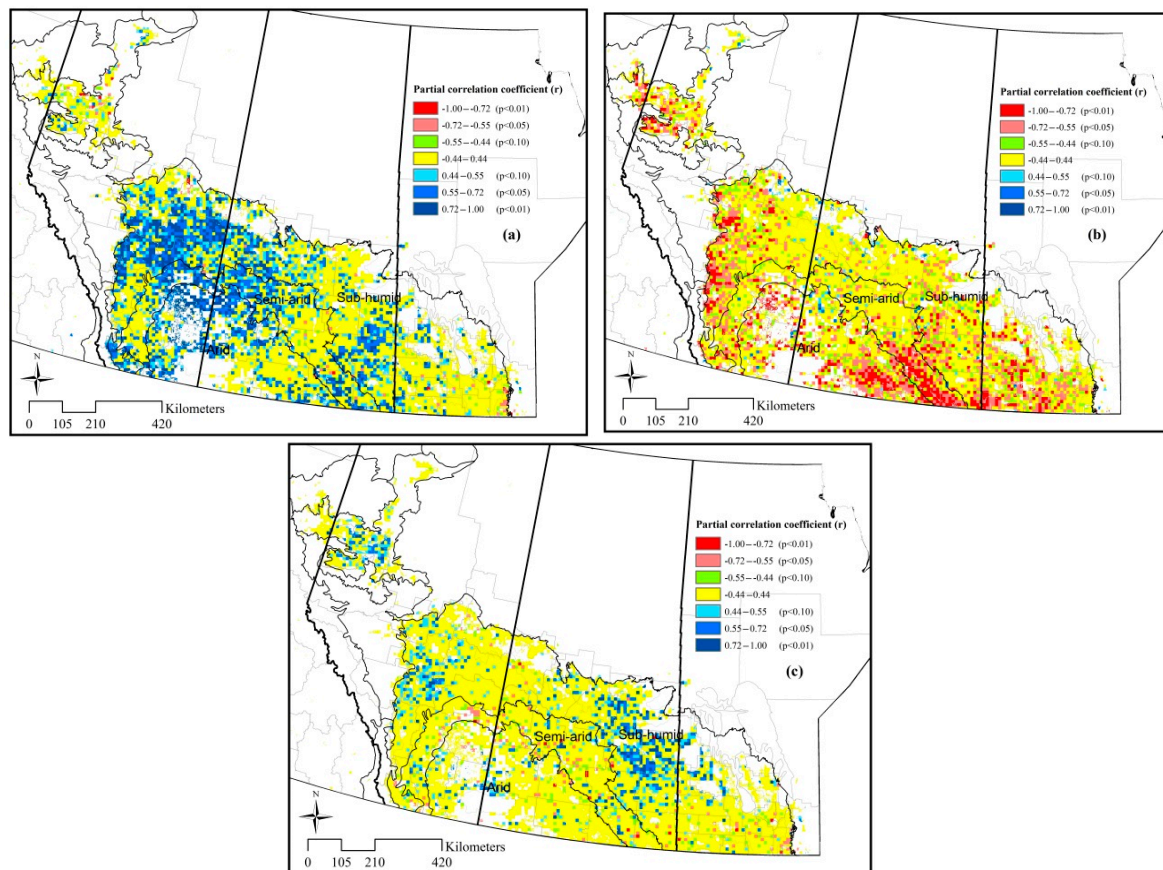 Partial correlation coefficient (r)
-1.00–-0.72 (p<0.01)
-0.72–-0.55 (p<0.05)
-0.55–-0.44 (p<0.10)
-0.44–0.44
0.44–0.55 (p<0.10)
0.55–0.72 (p<0.05)
0.72–1.00 (p<0.01)
(a)
Semi-arid
Sub-humid
Arid
N
Kilometers
0 105 210 420
Partial correlation coefficient (r)
-1.00–-0.72 (p<0.01)
-0.72–-0.55 (p<0.05)
-0.55–-0.44 (p<0.10)
-0.44–0.44
0.44–0.55 (p<0.10)
0.55–0.72 (p<0.05)
0.72–1.00 (p<0.01)
(b)
Semi-arid
Sub-humid
Arid
N
Kilometers
0 105 210 420
Partial correlation coefficient (r)
-1.00–-0.72 (p<0.01)
-0.72–-0.55 (p<0.05)
-0.55–-0.44 (p<0.10)
-0.44–0.44
0.44–0.55 (p<0.10)
0.55–0.72 (p<0.05)
0.72–1.00 (p<0.01)
(c)
Semi-arid
Sub-humid
Arid
N
Kilometers
0 105 210 420